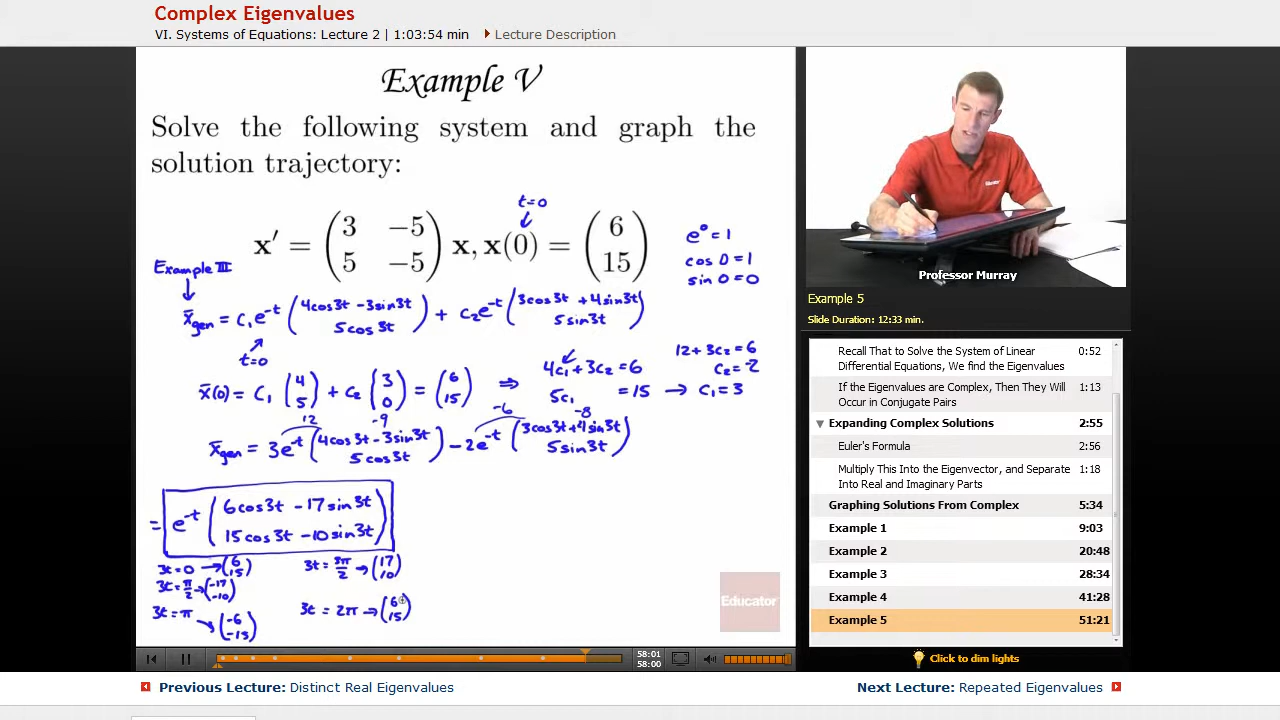 Complex Eigenvalues
VI. Systems of Equations: Lecture 2 | 1:03:54 min
Lecture Description
Example V
Solve the following system and graph the
solution trajectory:
t=0
x′ = (3 −5; 5 −5) x, x(0) = (6; 15)
e⁰ = 1
cos 0 = 1
sin 0 = 0
Example III
x̄gen = c₁e⁻ᵗ (4cos3t − 3sin3t; 5cos3t) + c₂e⁻ᵗ (3cos3t + 4sin3t; 5sin3t)
t=0
x̄(0) = c₁ (4; 5) + c₂ (3; 0) = (6; 15) ⇒
4c₁ + 3c₂ = 6
5c₁ = 15 → c₁ = 3
12 + 3c₂ = 6
c₂ = −2
12 −9 −6 −8
x̄gen = 3e⁻ᵗ (4cos3t − 3sin3t; 5cos3t) − 2e⁻ᵗ (3cos3t + 4sin3t; 5sin3t)
= e⁻ᵗ (6cos3t − 17sin3t; 15cos3t − 10sin3t)
3t = 0 → (6; 15)
3t = π/2 → (−17; −10)
3t = π → (−6; −15)
3t = 3π/2 → (17; 10)
3t = 2π → (6; 15)
Educator
Professor Murray
Example 5
Slide Duration: 12:33 min.
Recall That to Solve the System of Linear
Differential Equations, We find the Eigenvalues
0:52
If the Eigenvalues are Complex, Then They Will
Occur in Conjugate Pairs
1:13
Expanding Complex Solutions 2:55
Euler's Formula 2:56
Multiply This Into the Eigenvector, and Separate
Into Real and Imaginary Parts
1:18
Graphing Solutions From Complex 5:34
Example 1 9:03
Example 2 20:48
Example 3 28:34
Example 4 41:28
Example 5 51:21
58:01
58:00
Click to dim lights
Previous Lecture: Distinct Real Eigenvalues
Next Lecture: Repeated Eigenvalues